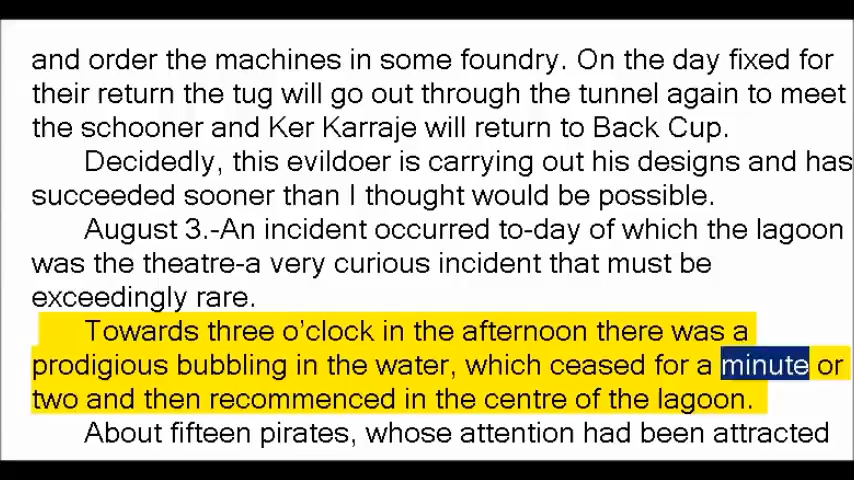 and order the machines in some foundry. On the day fixed for
their return the tug will go out through the tunnel again to meet
the schooner and Ker Karraje will return to Back Cup.
Decidedly, this evildoer is carrying out his designs and has
succeeded sooner than I thought would be possible.
August 3.-An incident occurred to-day of which the lagoon
was the theatre-a very curious incident that must be
exceedingly rare.
Towards three o’clock in the afternoon there was a
prodigious bubbling in the water, which ceased for a minute or
two and then recommenced in the centre of the lagoon.
About fifteen pirates, whose attention had been attracted